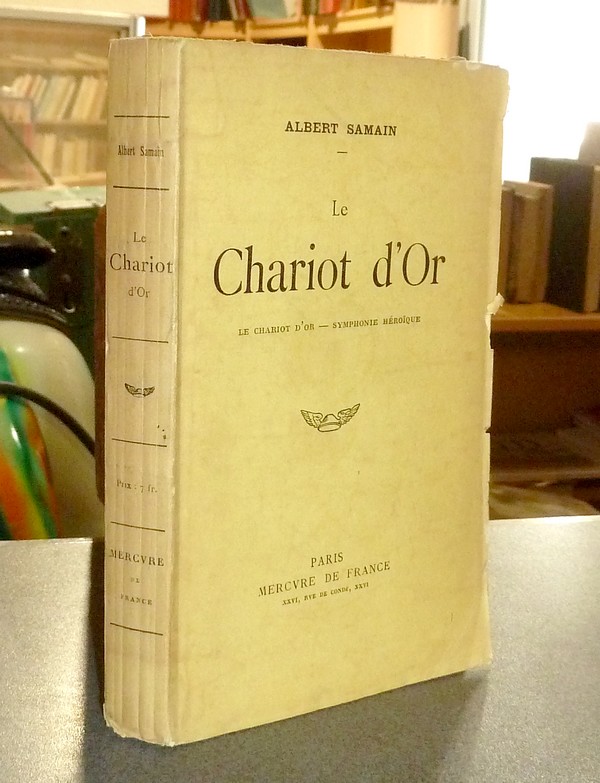 Albert Samain
Le
Chariot
d'Or
Prix : 7 fr.
MERCVRE
DE
FRANCE
ALBERT SAMAIN
Le
Chariot d'Or
LE CHARIOT D'OR — SYMPHONIE HÉROÏQUE
PARIS
MERCVRE DE FRANCE
XXVI, RVE DE CONDÉ, XXVI